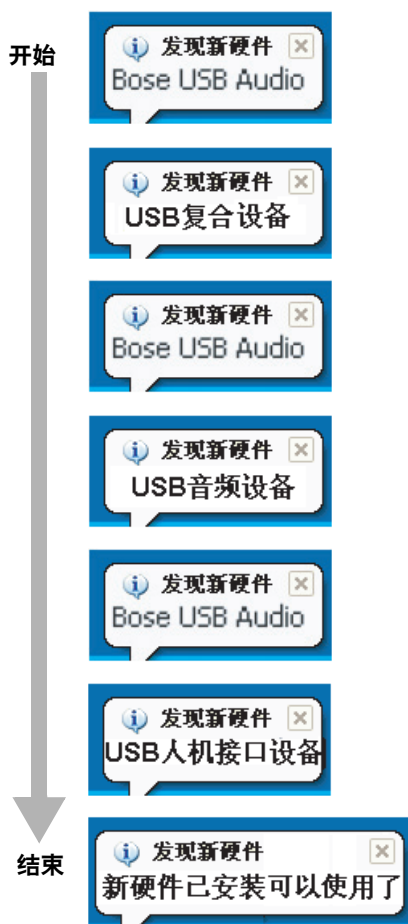 开始
发现新硬件
Bose USB Audio
发现新硬件
USB复合设备
发现新硬件
Bose USB Audio
发现新硬件
USB音频设备
发现新硬件
Bose USB Audio
发现新硬件
USB人机接口设备
结束
发现新硬件
新硬件已安装可以使用了